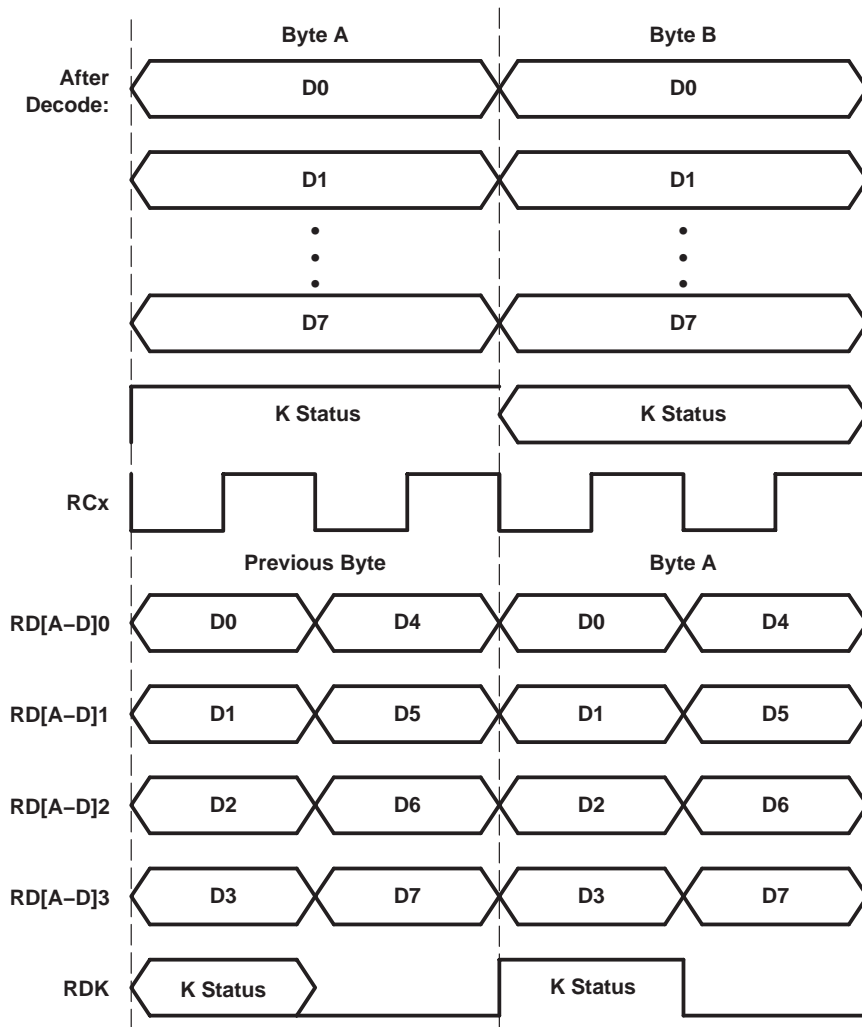 Byte A Byte B
After Decode: D0 D0
D1 D1
D7 D7
K Status K Status
RCx
Previous Byte Byte A
RD[A–D]0 D0 D4 D0 D4
RD[A–D]1 D1 D5 D1 D5
RD[A–D]2 D2 D6 D2 D6
RD[A–D]3 D3 D7 D3 D7
RDK K Status K Status